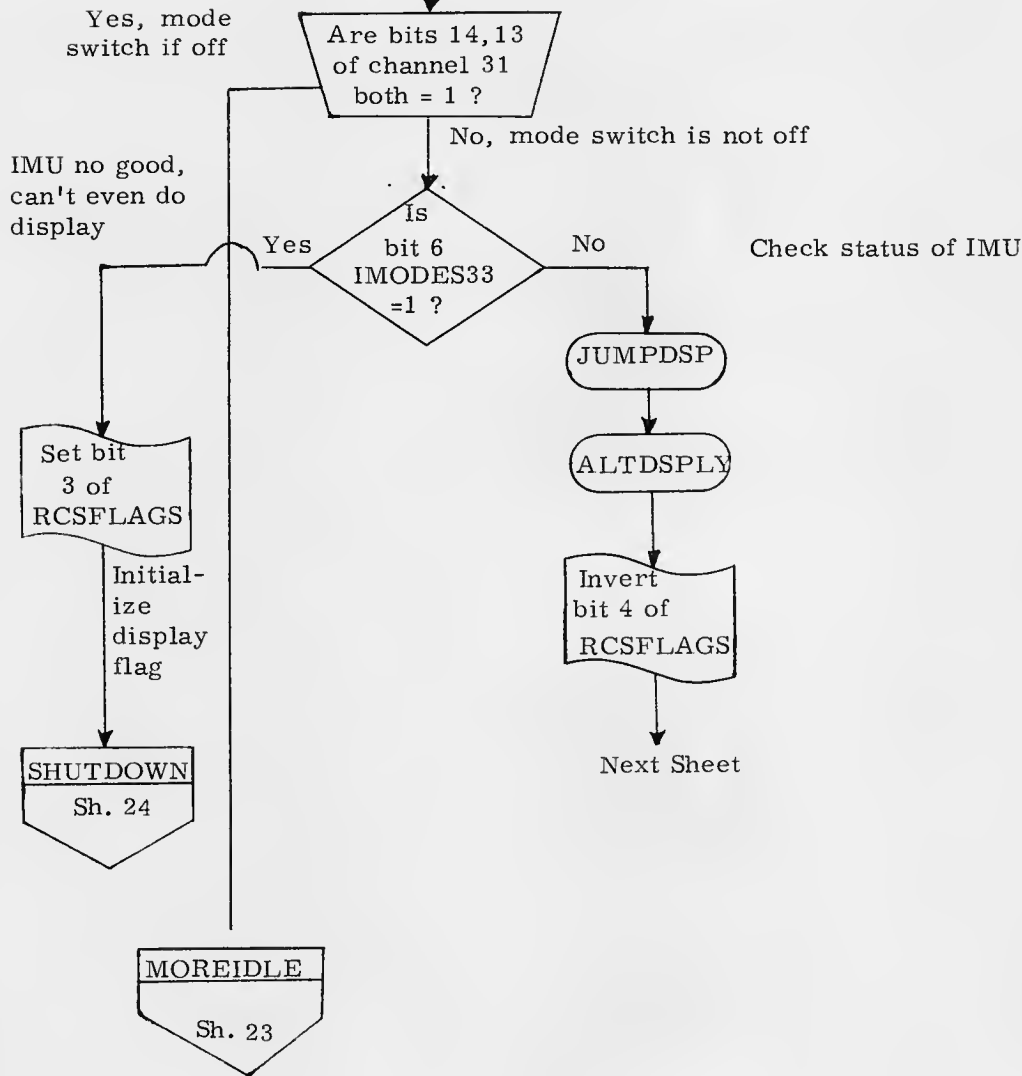 Yes, mode
switch if off
Are bits 14,13
of channel 31
both = 1 ?
No, mode switch is not off
IMU no good,
can't even do
display
Yes
Is
bit 6
IMODES33
=1 ?
No
Check status of IMU
JUMPDSP
ALTDSPLY
Set bit
3 of
RCSFLAGS
Initial-
ize
display
flag
Invert
bit 4 of
RCSFLAGS
Next Sheet
SHUTDOWN
Sh. 24
MOREIDLE
Sh. 23